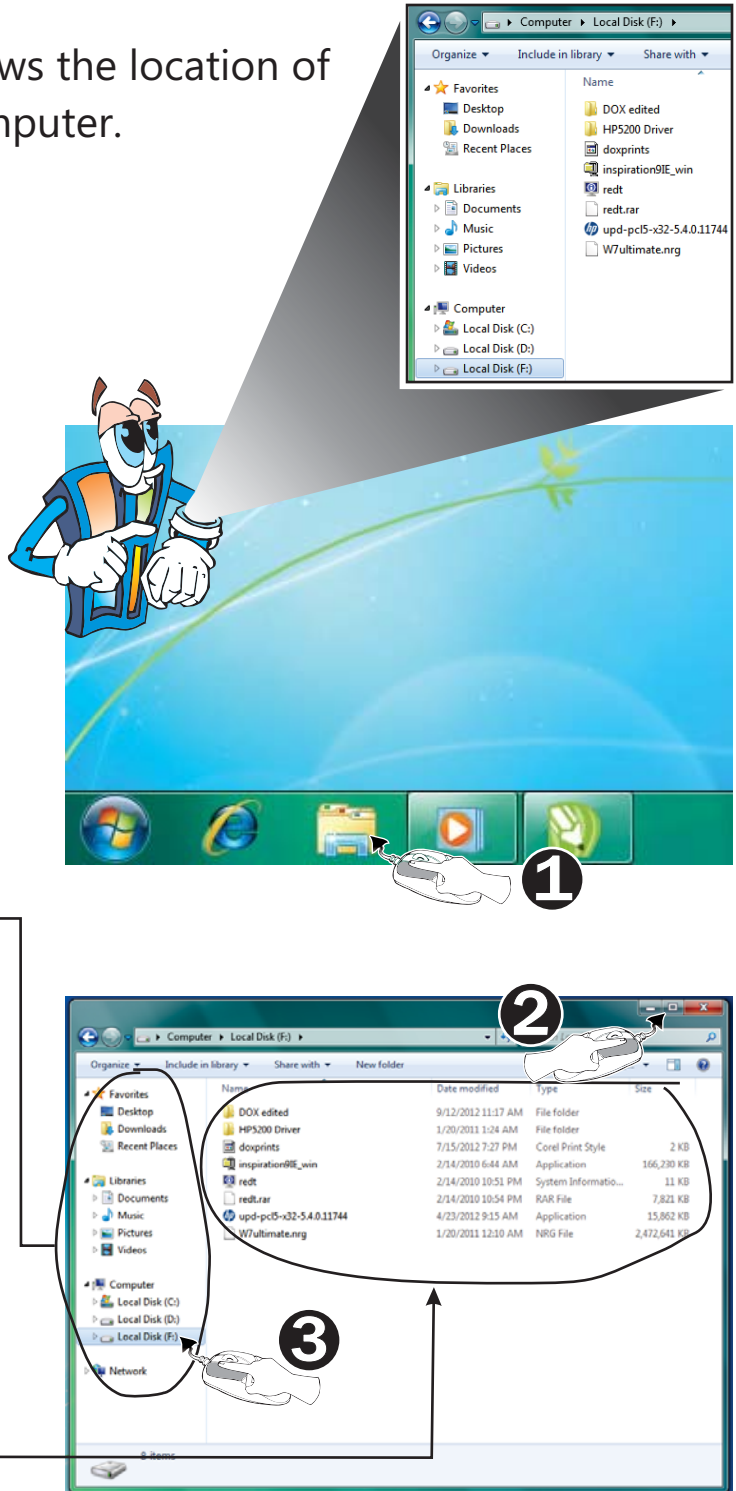 ws the location of
mputer.
Computer Local Disk (F:)
Organize Include in library Share with
Favorites
Desktop
Downloads
Recent Places
Libraries
Documents
Music
Pictures
Videos
Computer
Local Disk (C:)
Local Disk (D:)
Local Disk (F:)
Name
DOX edited
HP5200 Driver
doxprints
inspiration9IE_win
redt
redt.rar
upd-pcl5-x32-5.4.0.11744
W7ultimate.nrg
1
2
Computer Local Disk (F:)
Organize Include in library Share with New folder
Favorites
Desktop
Downloads
Recent Places
Libraries
Documents
Music
Pictures
Videos
Computer
Local Disk (C:)
Local Disk (D:)
Local Disk (F:)
Network
Name Date modified Type Size
DOX edited 9/12/2012 11:17 AM File folder
HP5200 Driver 1/20/2011 1:24 AM File folder
doxprints 7/15/2012 7:27 PM Corel Print Style 2 KB
inspiration9IE_win 2/14/2010 6:44 AM Application 166,230 KB
redt 2/14/2010 10:51 PM System Informatio... 11 KB
redt.rar 2/14/2010 10:54 PM RAR File 7,821 KB
upd-pcl5-x32-5.4.0.11744 4/23/2012 9:15 AM Application 15,862 KB
W7ultimate.nrg 1/20/2011 12:10 AM NRG File 2,472,641 KB
3
8 items